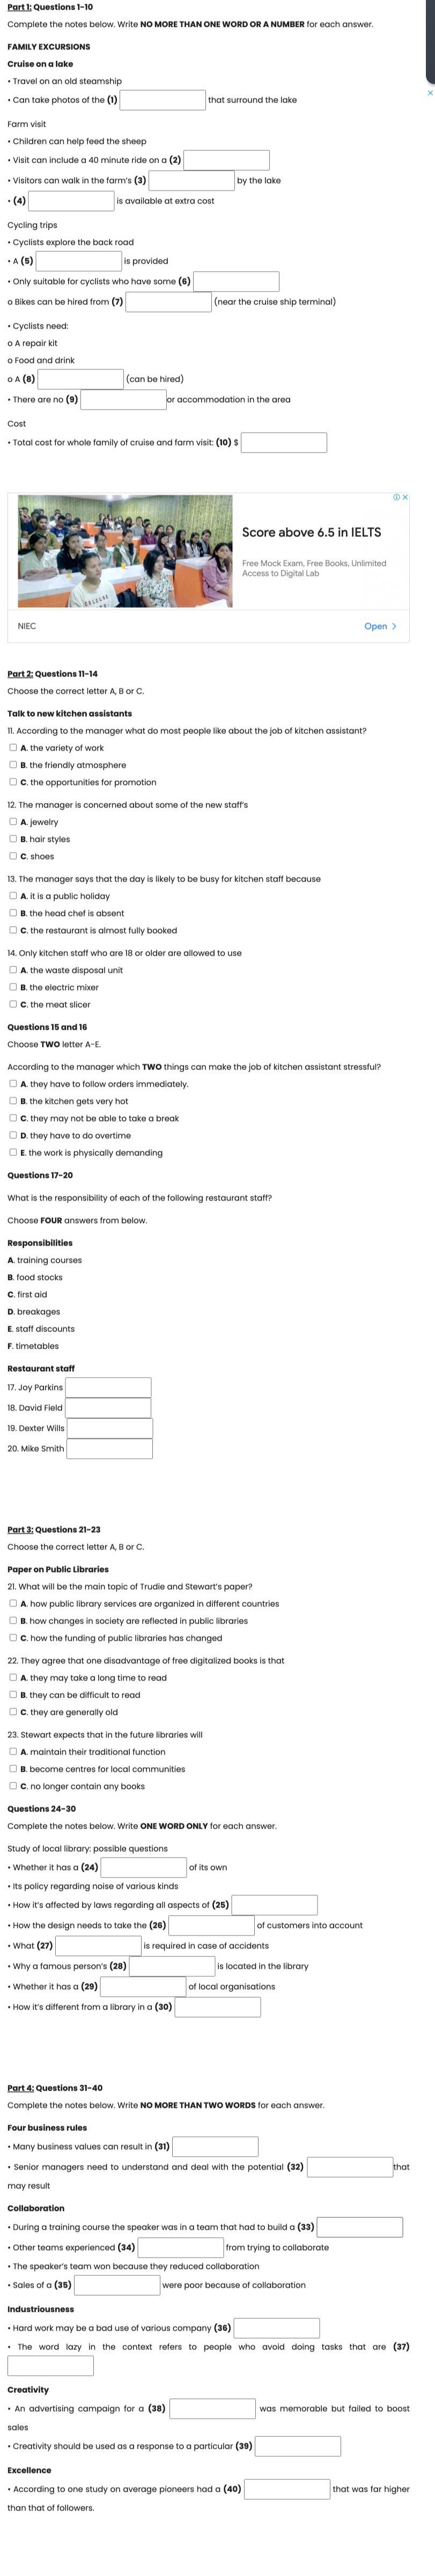 Part 1: Questions 1-10
Complete the notes below. Write NO MORE THAN ONE WORD OR A NUMBER for each answer.
FAMILY EXCURSIONS
Cruise on a lake
• Travel on an old steamship
• Can take photos of the (1) that surround the lake
Farm visit
• Children can help feed the sheep
• Visit can include a 40 minute ride on a (2)
• Visitors can walk in the farm's (3) by the lake
• (4) is available at extra cost
Cycling trips
• Cyclists explore the back road
• A (5) is provided
• Only suitable for cyclists who have some (6)
o Bikes can be hired from (7) (near the cruise ship terminal)
• Cyclists need:
o A repair kit
o Food and drink
o A (8) (can be hired)
• There are no (9) or accommodation in the area
Cost
• Total cost for whole family of cruise and farm visit: (10) $
Score above 6.5 in IELTS
Free Mock Exam, Free Books, Unlimited
Access to Digital Lab
NIEC
Open >
Part 2: Questions 11-14
Choose the correct letter A, B or C.
Talk to new kitchen assistants
11. According to the manager what do most people like about the job of kitchen assistant?
A. the variety of work
B. the friendly atmosphere
C. the opportunities for promotion
12. The manager is concerned about some of the new staff's
A. jewelry
B. hair styles
C. shoes
13. The manager says that the day is likely to be busy for kitchen staff because
A. it is a public holiday
B. the head chef is absent
C. the restaurant is almost fully booked
14. Only kitchen staff who are 18 or older are allowed to use
A. the waste disposal unit
B. the electric mixer
C. the meat slicer
Questions 15 and 16
Choose TWO letter A-E.
According to the manager which TWO things can make the job of kitchen assistant stressful?
A. they have to follow orders immediately.
B. the kitchen gets very hot
C. they may not be able to take a break
D. they have to do overtime
E. the work is physically demanding
Questions 17-20
What is the responsibility of each of the following restaurant staff?
Choose FOUR answers from below.
Responsibilities
A. training courses
B. food stocks
C. first aid
D. breakages
E. staff discounts
F. timetables
Restaurant staff
17. Joy Parkins
18. David Field
19. Dexter Wills
20. Mike Smith
Part 3: Questions 21-23
Choose the correct letter A, B or C.
Paper on Public Libraries
21. What will be the main topic of Trudie and Stewart's paper?
A. how public library services are organized in different countries
B. how changes in society are reflected in public libraries
C. how the funding of public libraries has changed
22. They agree that one disadvantage of free digitalized books is that
A. they may take a long time to read
B. they can be difficult to read
C. they are generally old
23. Stewart expects that in the future libraries will
A. maintain their traditional function
B. become centres for local communities
C. no longer contain any books
Questions 24-30
Complete the notes below. Write ONE WORD ONLY for each answer.
Study of local library: possible questions
• Whether it has a (24) of its own
• Its policy regarding noise of various kinds
• How it's affected by laws regarding all aspects of (25)
• How the design needs to take the (26) of customers into account
• What (27) is required in case of accidents
• Why a famous person's (28) is located in the library
• Whether it has a (29) of local organisations
• How it's different from a library in a (30)
Part 4: Questions 31-40
Complete the notes below. Write NO MORE THAN TWO WORDS for each answer.
Four business rules
• Many business values can result in (31)
• Senior managers need to understand and deal with the potential (32) that
may result
Collaboration
• During a training course the speaker was in a team that had to build a (33)
• Other teams experienced (34) from trying to collaborate
• The speaker's team won because they reduced collaboration
• Sales of a (35) were poor because of collaboration
Industriousness
• Hard work may be a bad use of various company (36)
• The word lazy in the context refers to people who avoid doing tasks that are (37)
Creativity
• An advertising campaign for a (38) was memorable but failed to boost
sales
• Creativity should be used as a response to a particular (39)
Excellence
• According to one study on average pioneers had a (40) that was far higher
than that of followers.